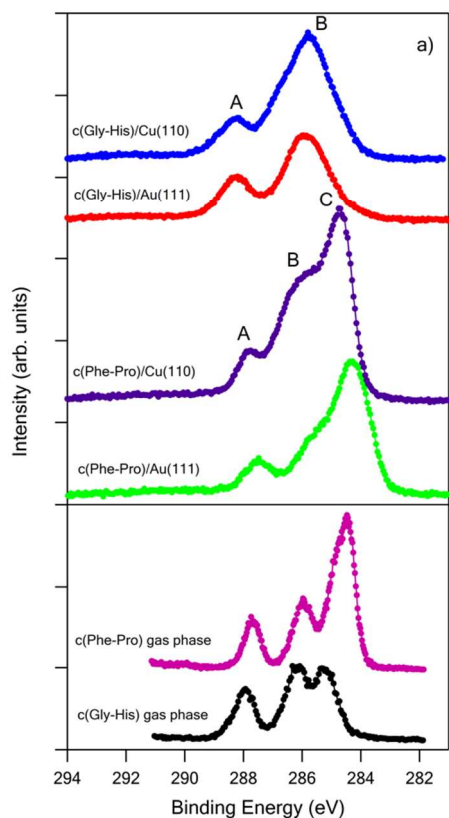 a)
B
A
c(Gly-His)/Cu(110)
c(Gly-His)/Au(111)
C
B
A
c(Phe-Pro)/Cu(110)
c(Phe-Pro)/Au(111)
c(Phe-Pro) gas phase
c(Gly-His) gas phase
Intensity (arb. units)
294 292 290 288 286 284 282
Binding Energy (eV)